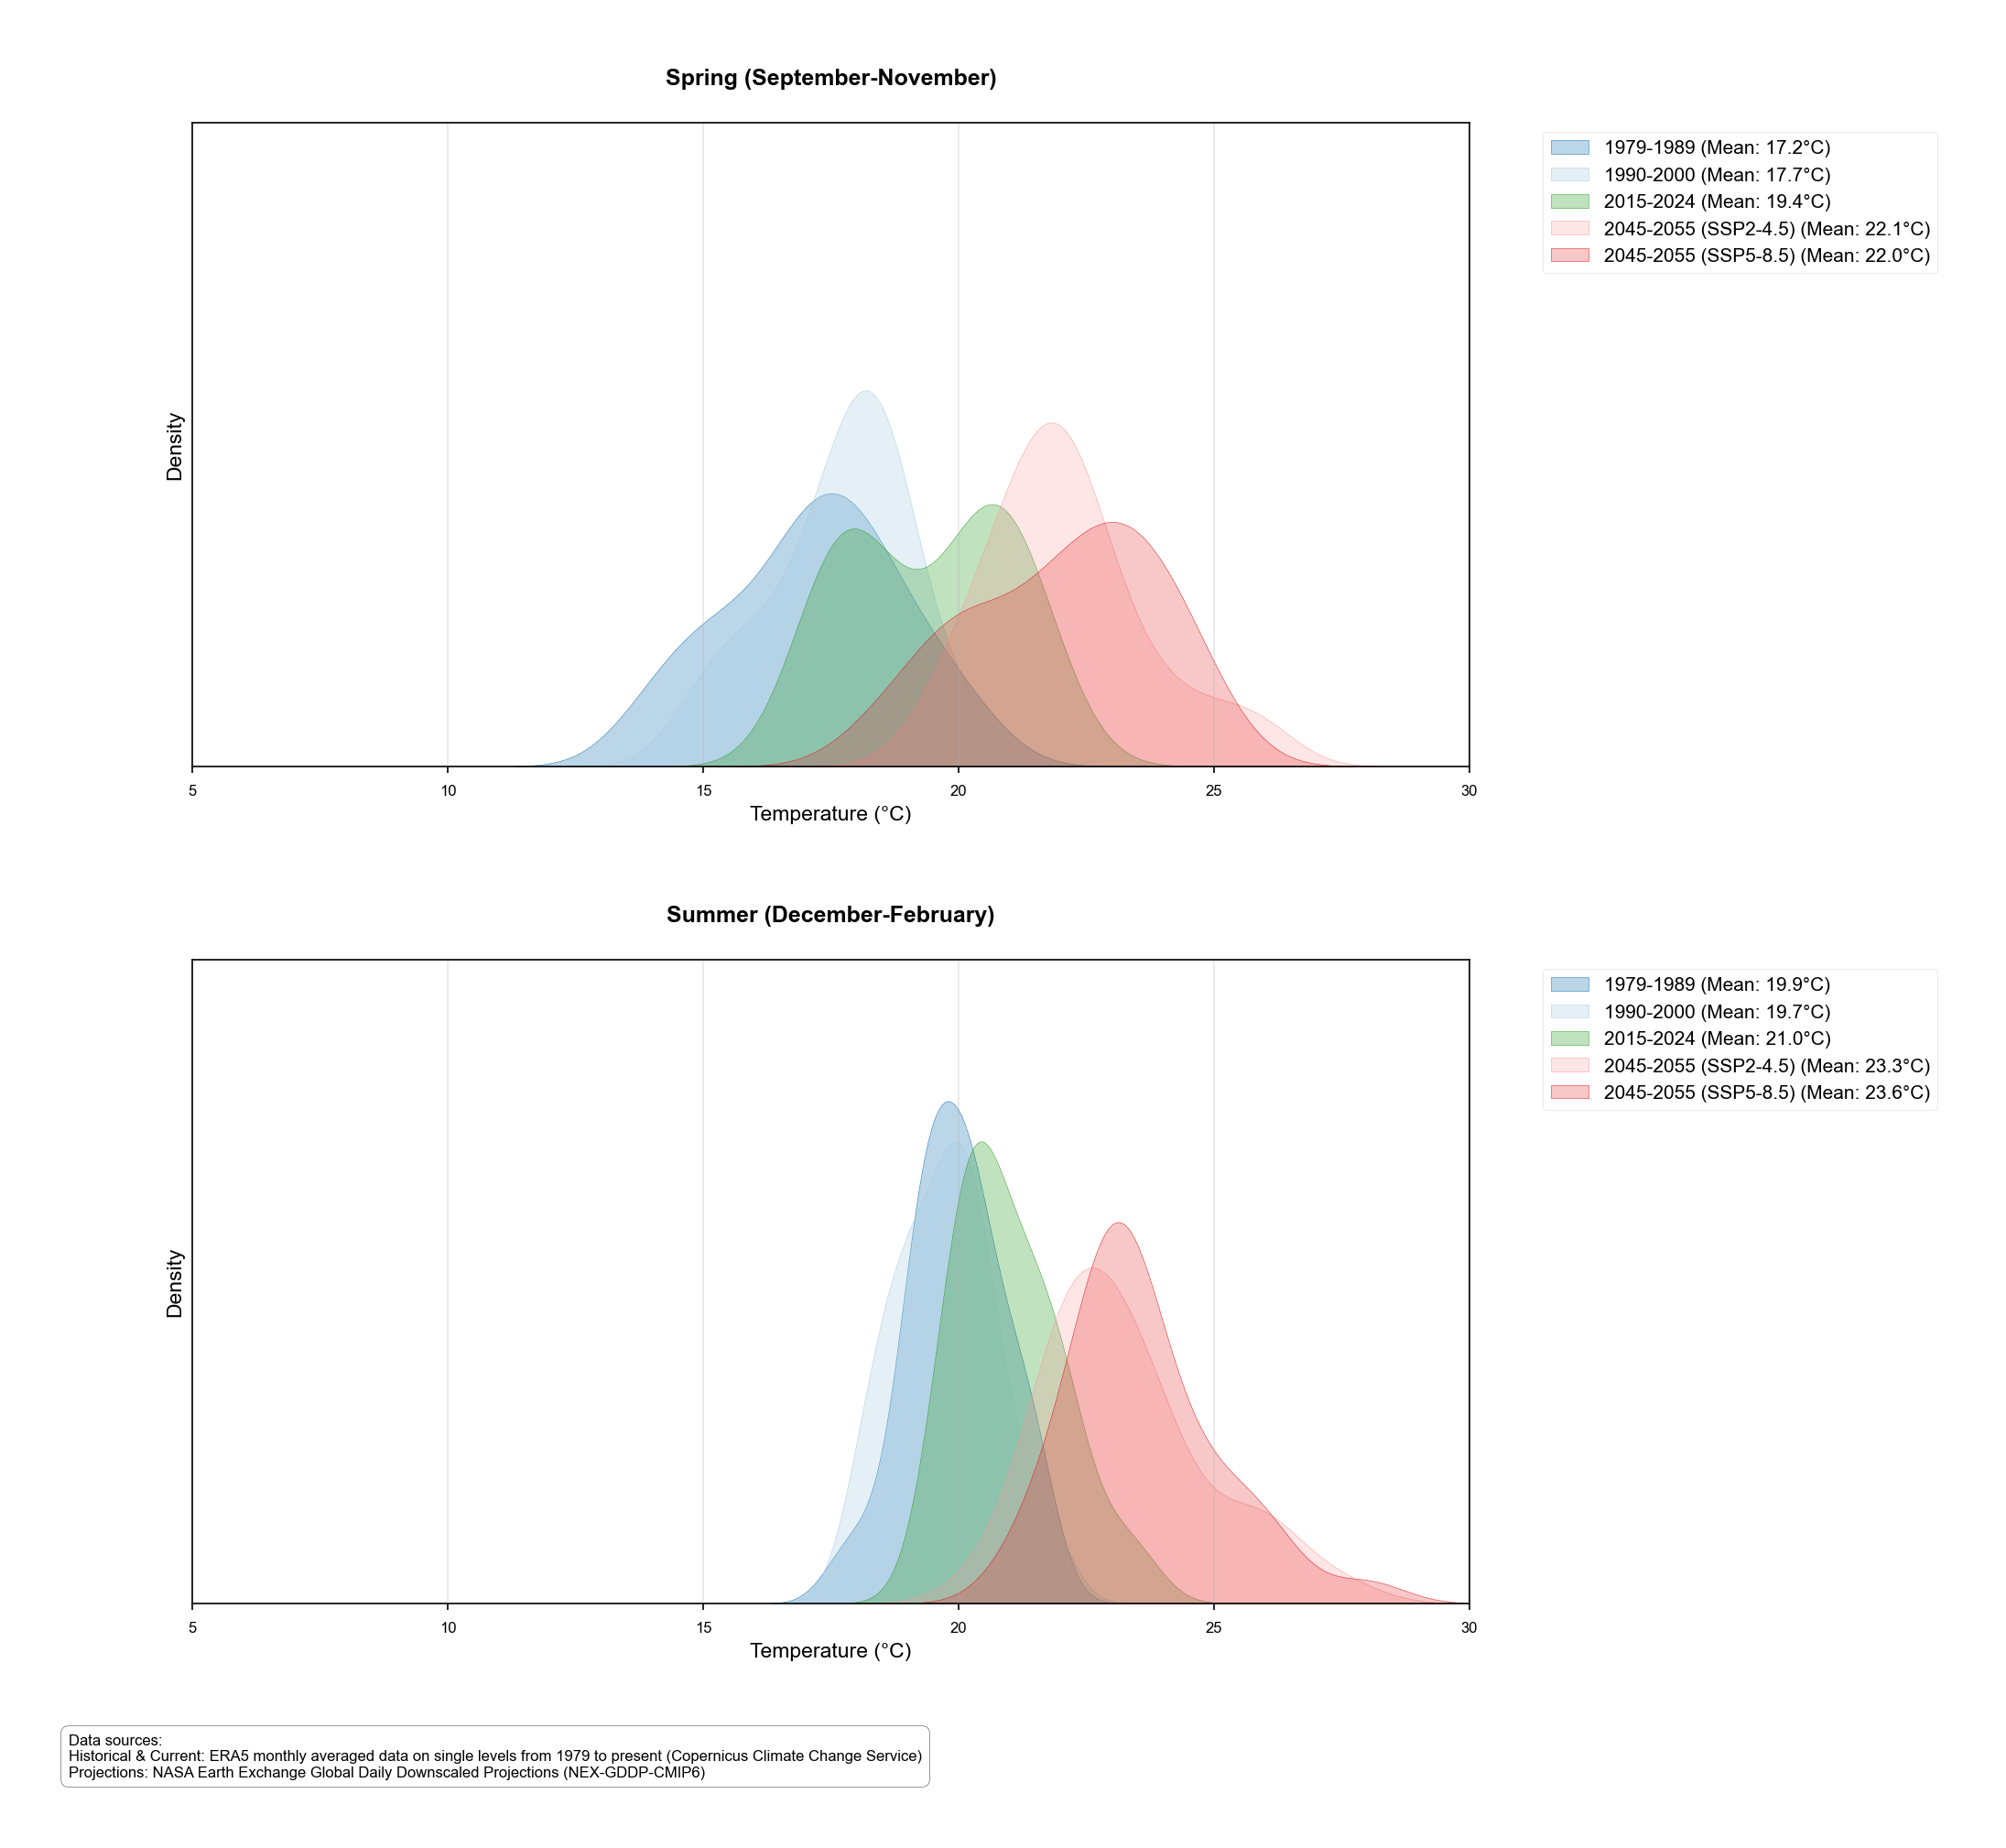 Spring (September-November)
1979-1989 (Mean: 17.2°C)
1990-2000 (Mean: 17.7°C)
2015-2024 (Mean: 19.4°C)
2045-2055 (SSP2-4.5) (Mean: 22.1°C)
2045-2055 (SSP5-8.5) (Mean: 22.0°C)
Density
5 10 15 20 25 30
Temperature (°C)
Summer (December-February)
1979-1989 (Mean: 19.9°C)
1990-2000 (Mean: 19.7°C)
2015-2024 (Mean: 21.0°C)
2045-2055 (SSP2-4.5) (Mean: 23.3°C)
2045-2055 (SSP5-8.5) (Mean: 23.6°C)
Density
5 10 15 20 25 30
Temperature (°C)
Data sources:
Historical & Current: ERA5 monthly averaged data on single levels from 1979 to present (Copernicus Climate Change Service)
Projections: NASA Earth Exchange Global Daily Downscaled Projections (NEX-GDDP-CMIP6)